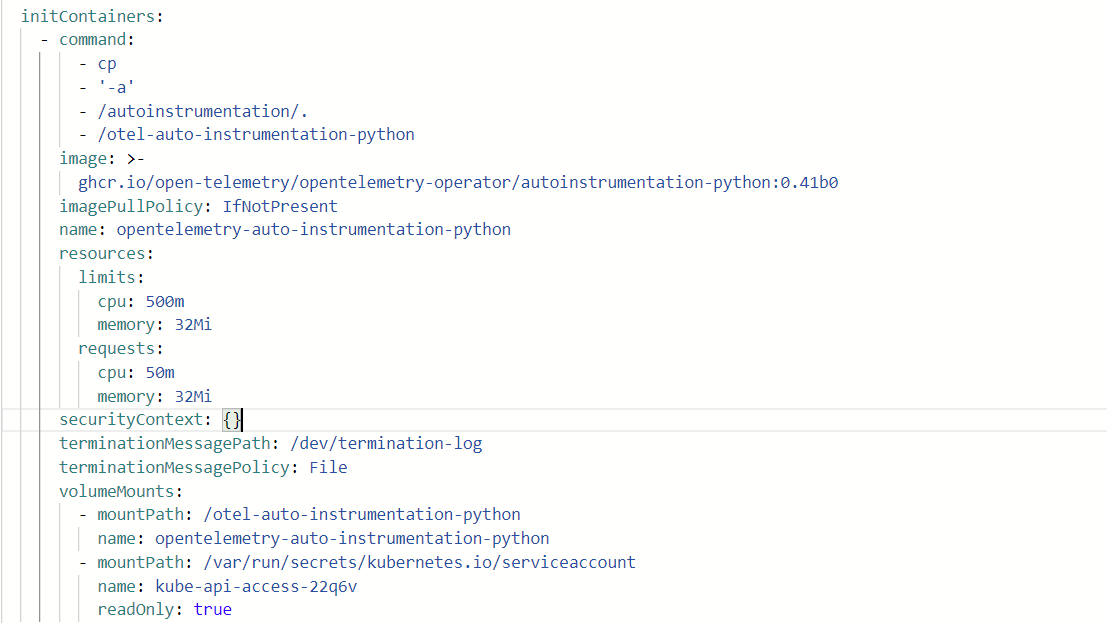 initContainers:
- command:
- cp
- '-a'
- /autoinstrumentation/.
- /otel-auto-instrumentation-python
image: >-
ghcr.io/open-telemetry/opentelemetry-operator/autoinstrumentation-python:0.41b0
imagePullPolicy: IfNotPresent
name: opentelemetry-auto-instrumentation-python
resources:
limits:
cpu: 500m
memory: 32Mi
requests:
cpu: 50m
memory: 32Mi
securityContext: {}
terminationMessagePath: /dev/termination-log
terminationMessagePolicy: File
volumeMounts:
- mountPath: /otel-auto-instrumentation-python
name: opentelemetry-auto-instrumentation-python
- mountPath: /var/run/secrets/kubernetes.io/serviceaccount
name: kube-api-access-22q6v
readOnly: true